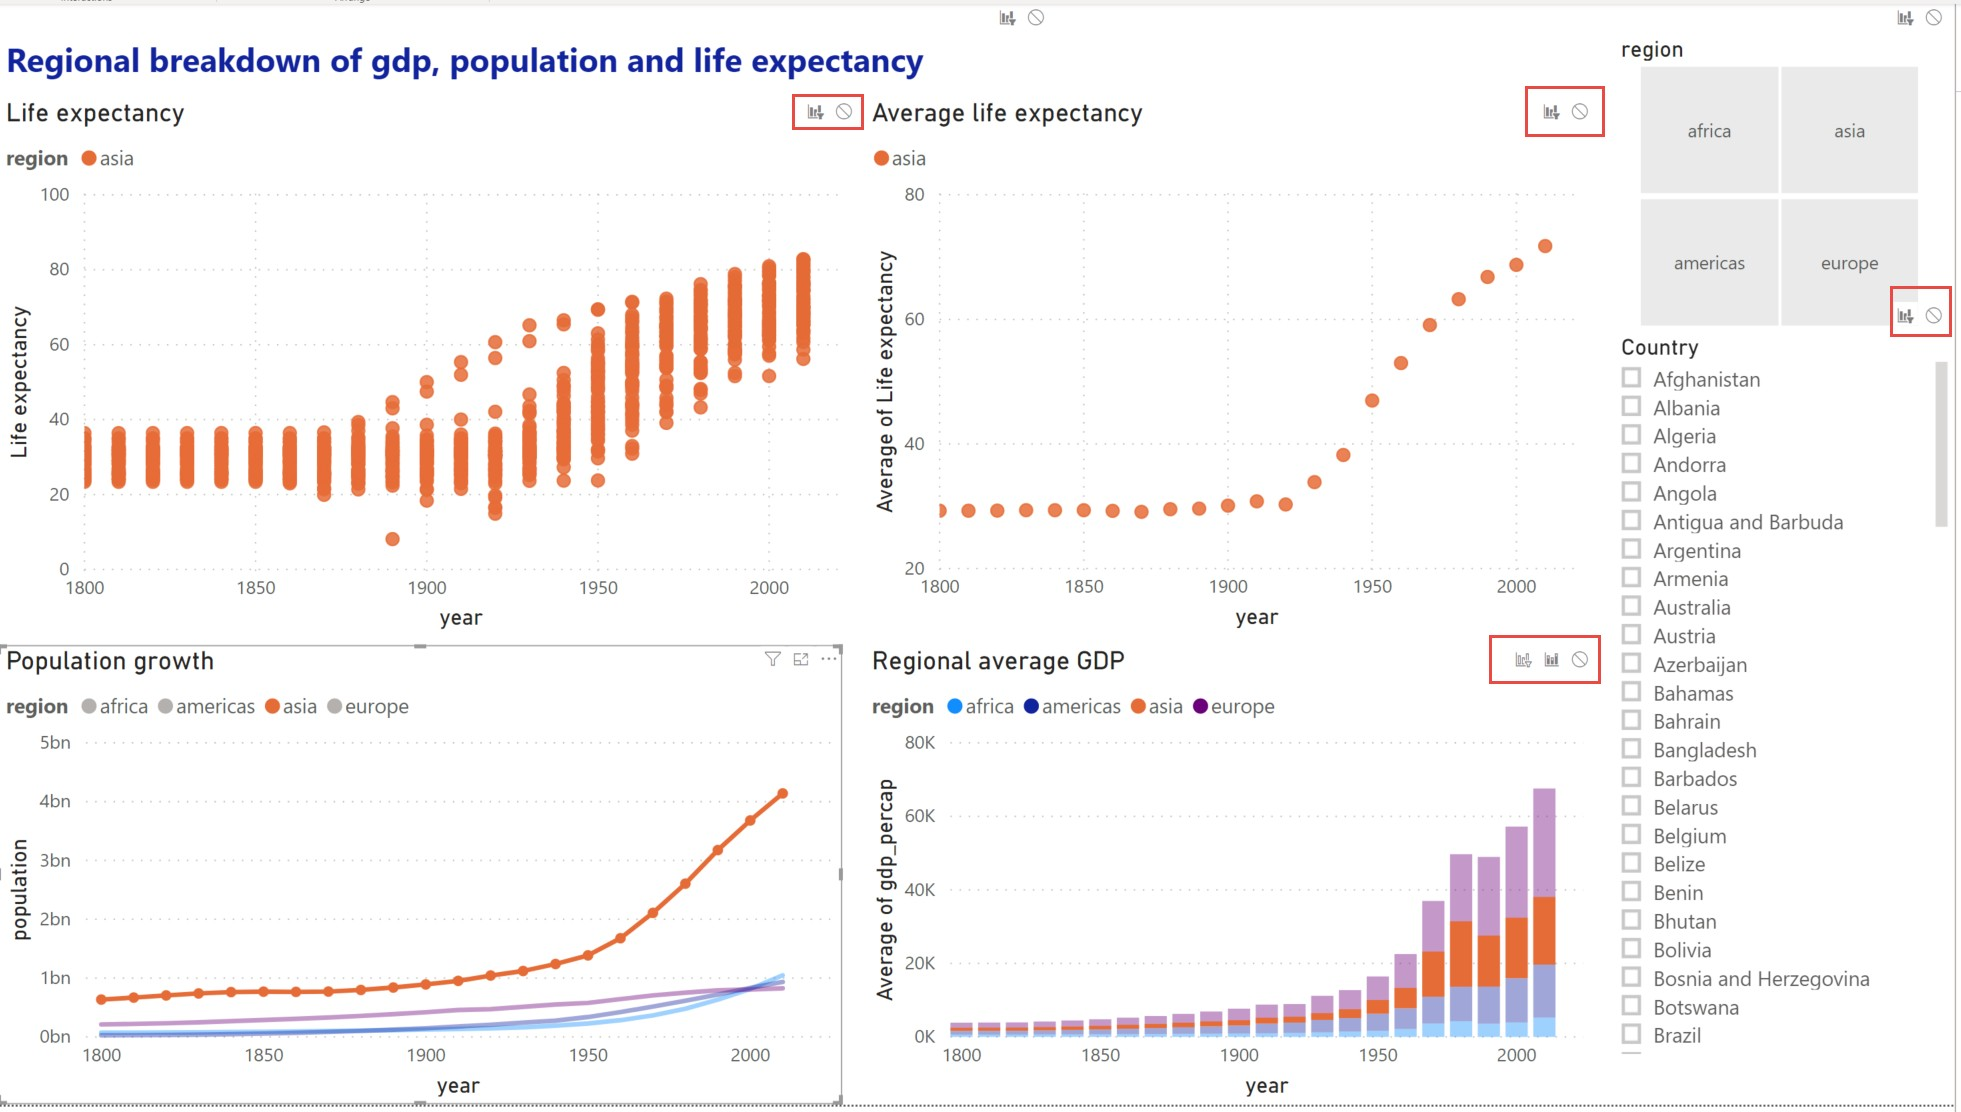 Regional breakdown of gdp, population and life expectancy
Life expectancy
region asia
100
80
60
40
20
0
Life expectancy
1800 1850 1900 1950 2000
year
Average life expectancy
asia
80
60
40
20
Average of Life expectancy
1800 1850 1900 1950 2000
year
Population growth
region africa americas asia europe
5bn
4bn
3bn
2bn
1bn
0bn
population
1800 1850 1900 1950 2000
year
Regional average GDP
region africa americas asia europe
80K
60K
40K
20K
0K
Average of gdp_percap
1800 1850 1900 1950 2000
year
region
africa asia
americas europe
Country
Afghanistan
Albania
Algeria
Andorra
Angola
Antigua and Barbuda
Argentina
Armenia
Australia
Austria
Azerbaijan
Bahamas
Bahrain
Bangladesh
Barbados
Belarus
Belgium
Belize
Benin
Bhutan
Bolivia
Bosnia and Herzegovina
Botswana
Brazil